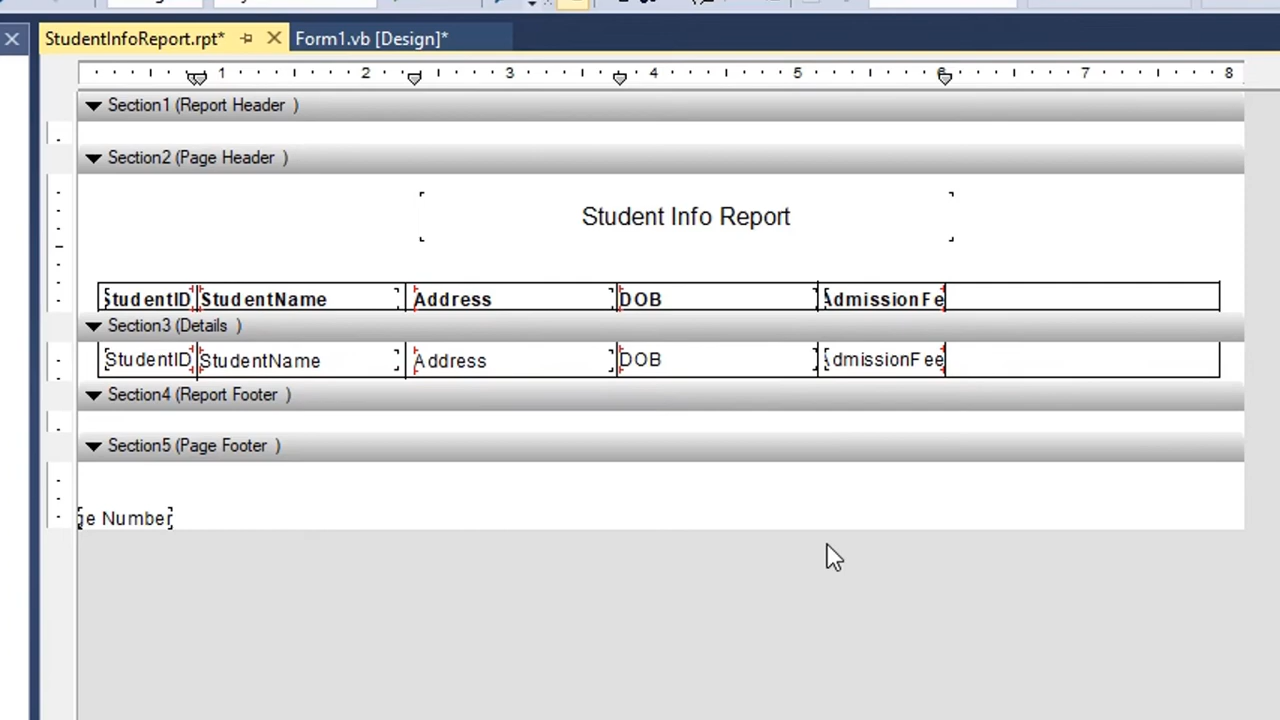 StudentInfoReport.rpt* Form1.vb [Design]*
1 2 3 4 5 6 7 8
Section1 (Report Header )
Section2 (Page Header )
Student Info Report
StudentID StudentName Address DOB AdmissionFe
Section3 (Details )
StudentID StudentName Address DOB AdmissionFee
Section4 (Report Footer )
Section5 (Page Footer )
ge Number